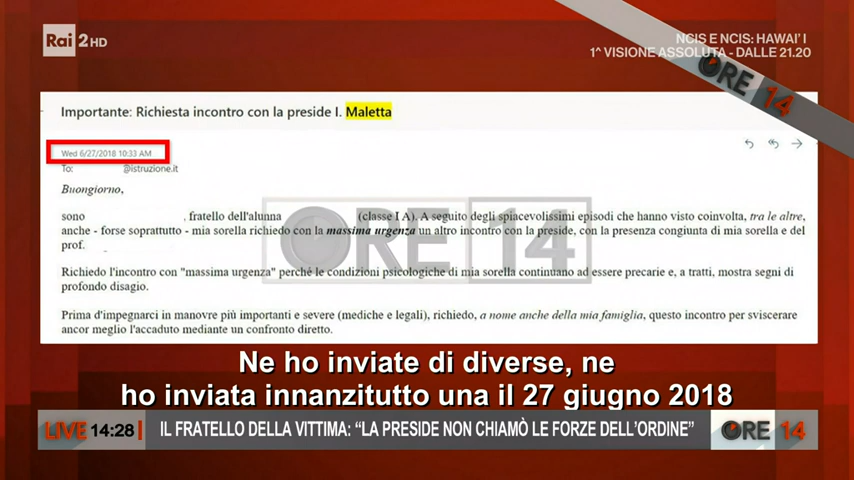 Rai 2 HD
NCIS E NCIS: HAWAI' I
1^ VISIONE ASSOLUTA - DALLE 21.20
ORE 14
Importante: Richiesta incontro con la preside I. Maletta
Wed 6/27/2018 10:33 AM
To: @istruzione.it
Buongiorno,
sono , fratello dell'alunna (classe I A). A seguito degli spiacevolissimi episodi che hanno visto coinvolta, tra le altre,
anche - forse soprattutto - mia sorella richiedo con la massima urgenza un altro incontro con la preside, con la presenza congiunta di mia sorella e del
prof.
ORE 14
Richiedo l'incontro con "massima urgenza" perchè le condizioni psicologiche di mia sorella continuano ad essere precarie e, a tratti, mostra segni di
profondo disagio.
Prima d'impegnarci in manovre più importanti e severe (mediche e legali), richiedo, a nome anche della mia famiglia, questo incontro per sviscerare
ancor meglio l'accaduto mediante un confronto diretto.
Ne ho inviate di diverse, ne
ho inviata innanzitutto una il 27 giugno 2018
LIVE 14:28 IL FRATELLO DELLA VITTIMA: “LA PRESIDE NON CHIAMÒ LE FORZE DELL’ORDINE” ORE 14